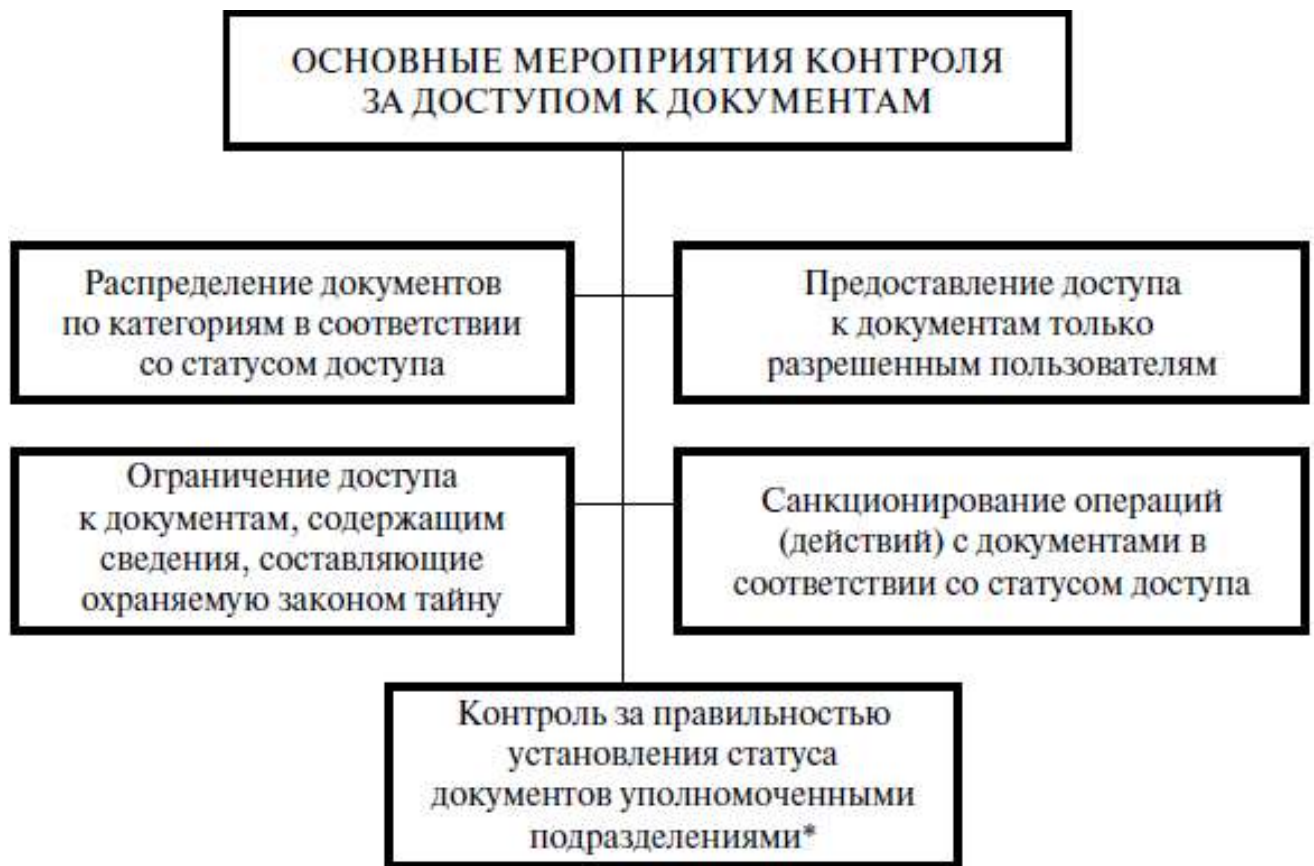 ОСНОВНЫЕ МЕРОПРИЯТИЯ КОНТРОЛЯ
ЗА ДОСТУПОМ К ДОКУМЕНТАМ
Распределение документов
по категориям в соответствии
со статусом доступа
Предоставление доступа
к документам только
разрешенным пользователям
Ограничение доступа
к документам, содержащим
сведения, составляющие
охраняемую законом тайну
Санкционирование операций
(действий) с документами в
соответствии со статусом доступа
Контроль за правильностью
установления статуса
документов уполномоченными
подразделениями*